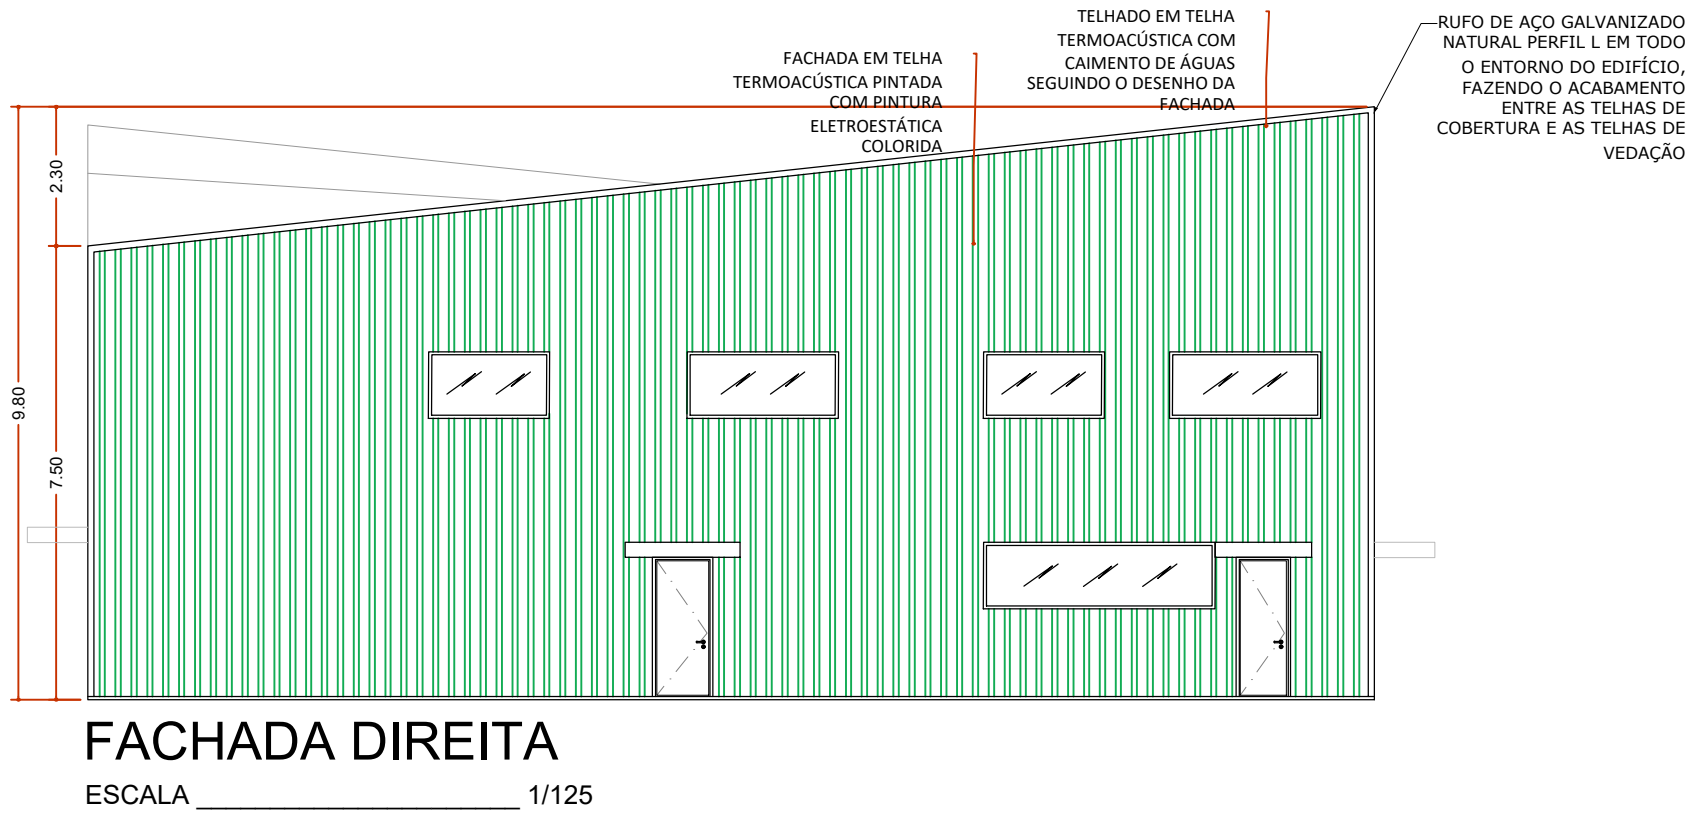 TELHADO EM TELHA
TERMOACÚSTICA COM
CAIMENTO DE ÁGUAS
SEGUINDO O DESENHO DA
FACHADA
RUFO DE AÇO GALVANIZADO
NATURAL PERFIL L EM TODO
O ENTORNO DO EDIFÍCIO,
FAZENDO O ACABAMENTO
ENTRE AS TELHAS DE
COBERTURA E AS TELHAS DE
VEDAÇÃO
FACHADA EM TELHA
TERMOACÚSTICA PINTADA
COM PINTURA
ELETROESTÁTICA
COLORIDA
2.30
9.80
7.50
FACHADA DIREITA
ESCALA ______________________ 1/125